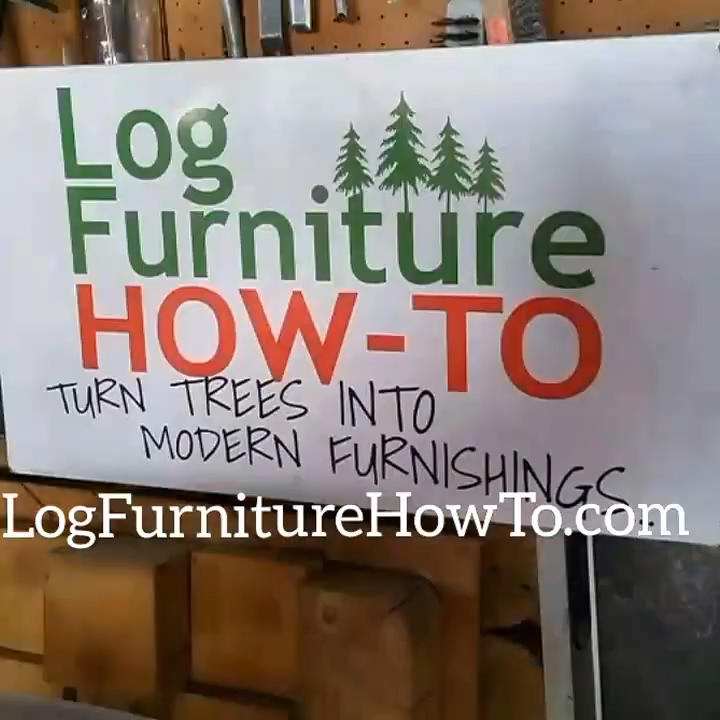 Log
Furniture
HOW-TO
TURN TREES INTO
MODERN FURNISHINGS
LogFurnitureHowTo.com